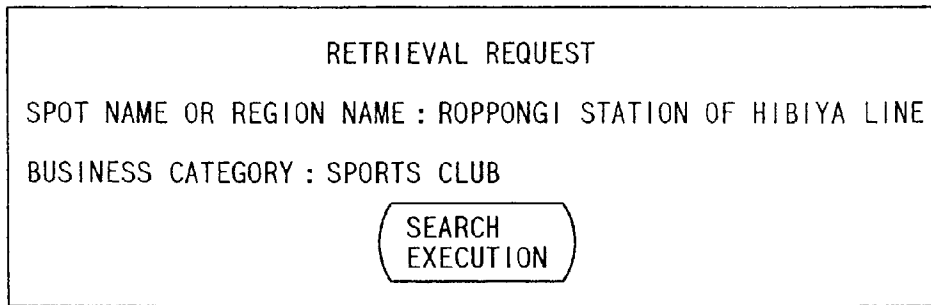 RETRIEVAL REQUEST
SPOT NAME OR REGION NAME : ROPPONGI STATION OF HIBIYA LINE
BUSINESS CATEGORY : SPORTS CLUB
SEARCH
EXECUTION